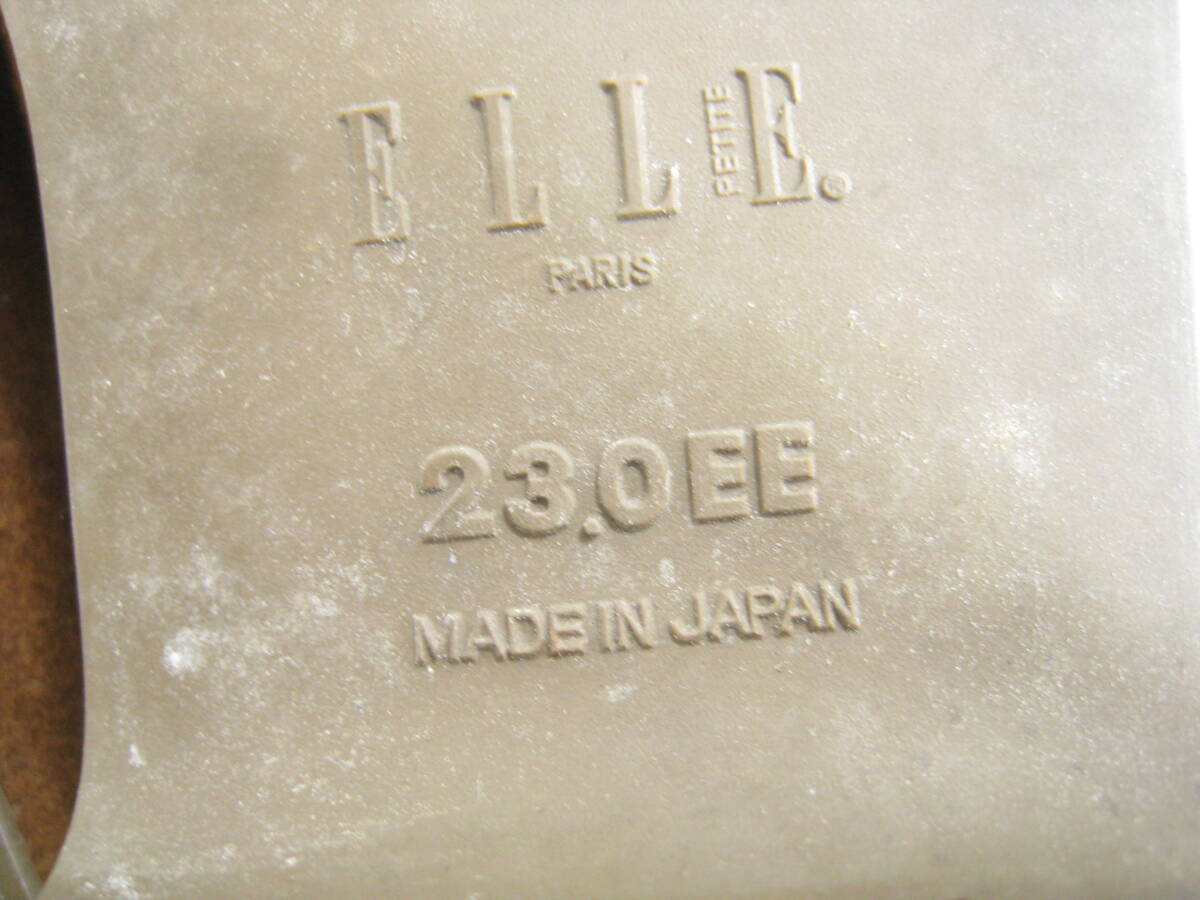 ELLE PETITE®
PARIS
23.0EE
MADE IN JAPAN